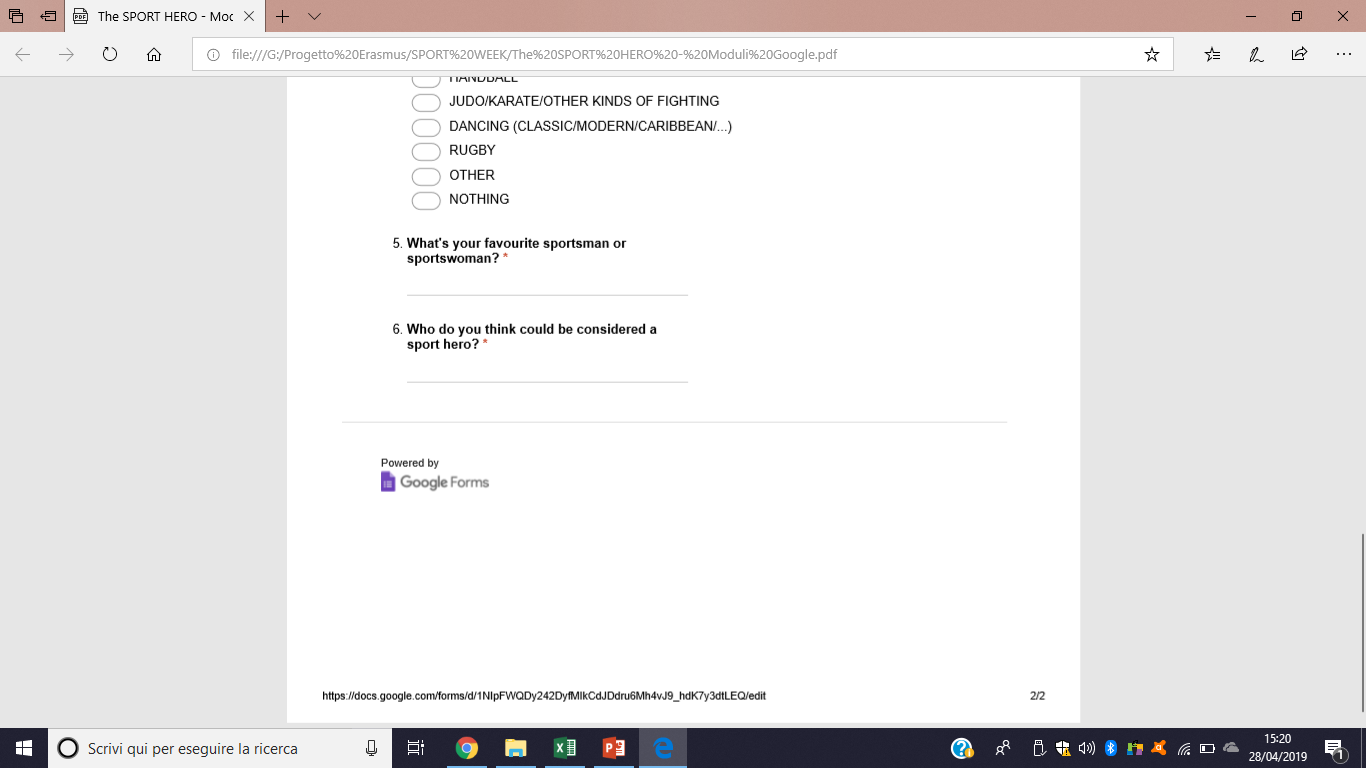 The SPORT HERO - Moc
file:///G:/Progetto%20Erasmus/SPORT%20WEEK/The%20SPORT%20HERO%20-%20Moduli%20Google.pdf
HANDBALL
JUDO/KARATE/OTHER KINDS OF FIGHTING
DANCING (CLASSIC/MODERN/CARIBBEAN/...)
RUGBY
OTHER
NOTHING
5. What's your favourite sportsman or
sportswoman? *
6. Who do you think could be considered a
sport hero? *
Powered by
Google Forms
https://docs.google.com/forms/d/1NlpFWQDy242DyfMlkCdJDdru6Mh4vJ9_hdK7y3dtLEQ/edit
2/2
Scrivi qui per eseguire la ricerca
15:20
28/04/2019
1